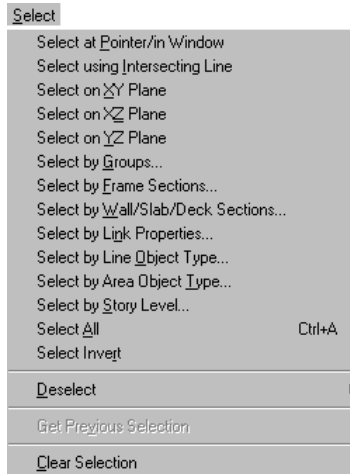 Select
Select at Pointer/in Window
Select using Intersecting Line
Select on XY Plane
Select on XZ Plane
Select on YZ Plane
Select by Groups...
Select by Frame Sections...
Select by Wall/Slab/Deck Sections...
Select by Link Properties...
Select by Line Object Type...
Select by Area Object Type...
Select by Story Level...
Select All Ctrl+A
Select Invert
Deselect
Get Previous Selection
Clear Selection